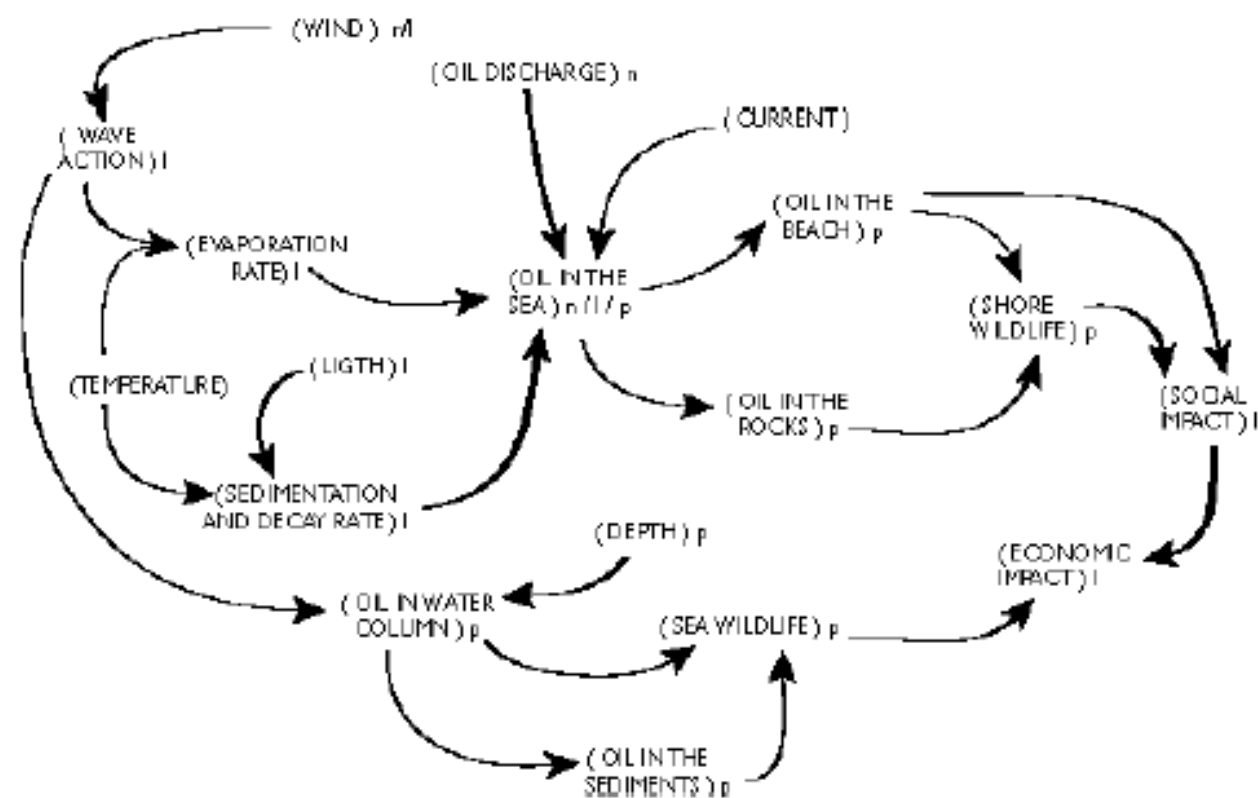 (WIND) n/l
(OIL DISCHARGE) n
(CURRENT)
( WAVE
ACTION) l
(OIL IN THE
BEACH) p
(EVAPORATION
RATE) l
(OIL IN THE
SEA) n / l / p
(SHORE
WILDLIFE) p
(TEMPERATURE)
(LIGTH) l
(OIL IN THE
ROCKS) p
(SOCIAL
IMPACT) l
(SEDIMENTATION
AND DECAY RATE) l
(DEPTH) p
(ECONOMIC
IMPACT) l
(OIL IN WATER
COLUMN) p
(SEA WILDLIFE) p
(OIL IN THE
SEDIMENTS) p